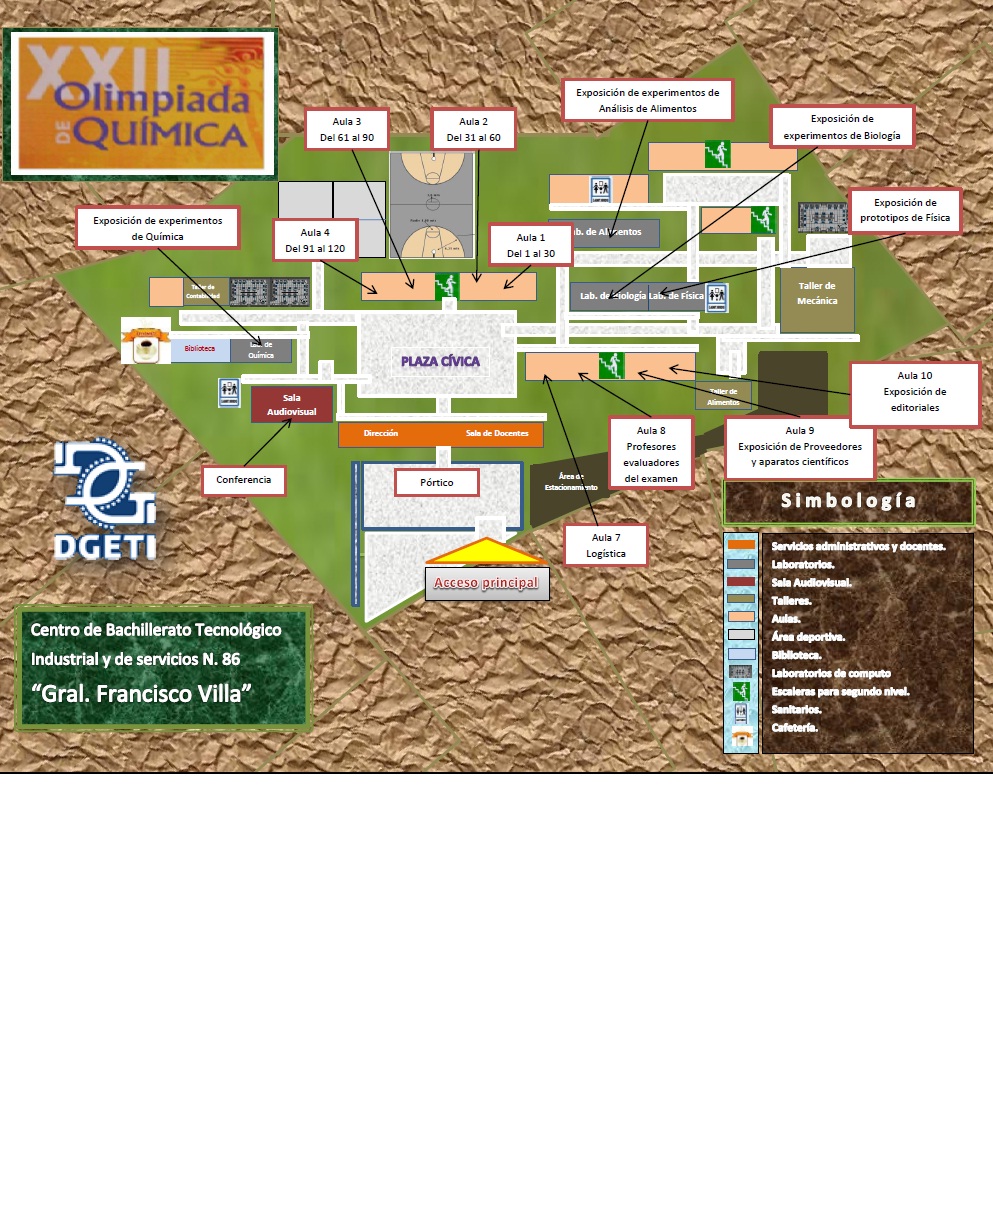 XXII
Olimpiada
DE
QUÍMICA
Aula 3
Del 61 al 90
Aula 2
Del 31 al 60
Exposición de experimentos de
Análisis de Alimentos
Exposición de
experimentos de Biología
Exposición de
prototipos de Física
Exposición de experimentos
de Química
Aula 4
Del 91 al 120
Aula 1
Del 1 al 30
Lab. de Alimentos
Taller de
Contabilidad
Lab. de Biología
Lab. de Física
Taller de
Mecánica
Biblioteca
Lab. de
Química
PLAZA CÍVICA
Sala
Audiovisual
Taller de
Alimentos
Aula 10
Exposición de
editoriales
Dirección
Sala de Docentes
Aula 8
Profesores
evaluadores
del examen
Aula 9
Exposición de Proveedores
y aparatos científicos
Conferencia
Pórtico
Área de
Estacionamiento
Aula 7
Logística
Acceso principal
DGETI
Centro de Bachillerato Tecnológico
Industrial y de servicios N. 86
“Gral. Francisco Villa”
Simbología
Servicios administrativos y docentes.
Laboratorios.
Sala Audiovisual.
Talleres.
Aulas.
Área deportiva.
Biblioteca.
Laboratorios de computo
Escaleras para segundo nivel.
Sanitarios.
Cafetería.